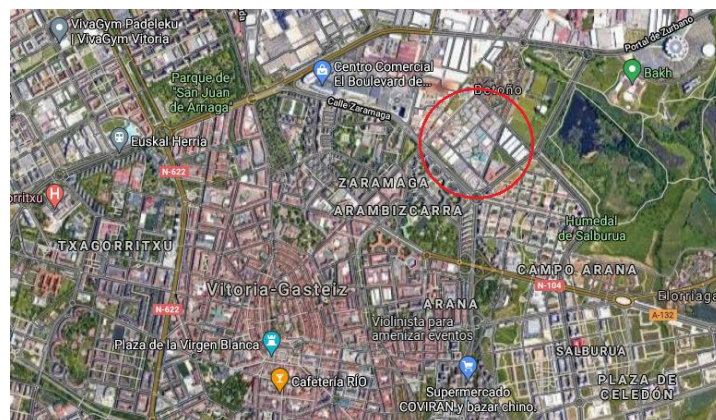 VivaGym Padeleku
| VivaGym Vitoria
Portal de Zurbano
Centro Comercial
El Boulevard de...
Parque de
"San Juan
de Arriaga"
Bakh
Betoño
Calle Zaramaga
Euskal Herria
N-622
ZARAMAGA
orritxu
ARAMBIZCARRA
Humedal
de Salburua
TXAGORRITXU
CAMPO ARANA
Vitoria-Gasteiz
N-104
Elorriaga
ARANA
N-622
A-132
Violinista para
amenizar eventos
Plaza de la Virgen Blanca
SALBURUA
Cafetería RÍO
PLAZA DE
CELEDÓN
Supermercado
COVIRAN y bazar chino.